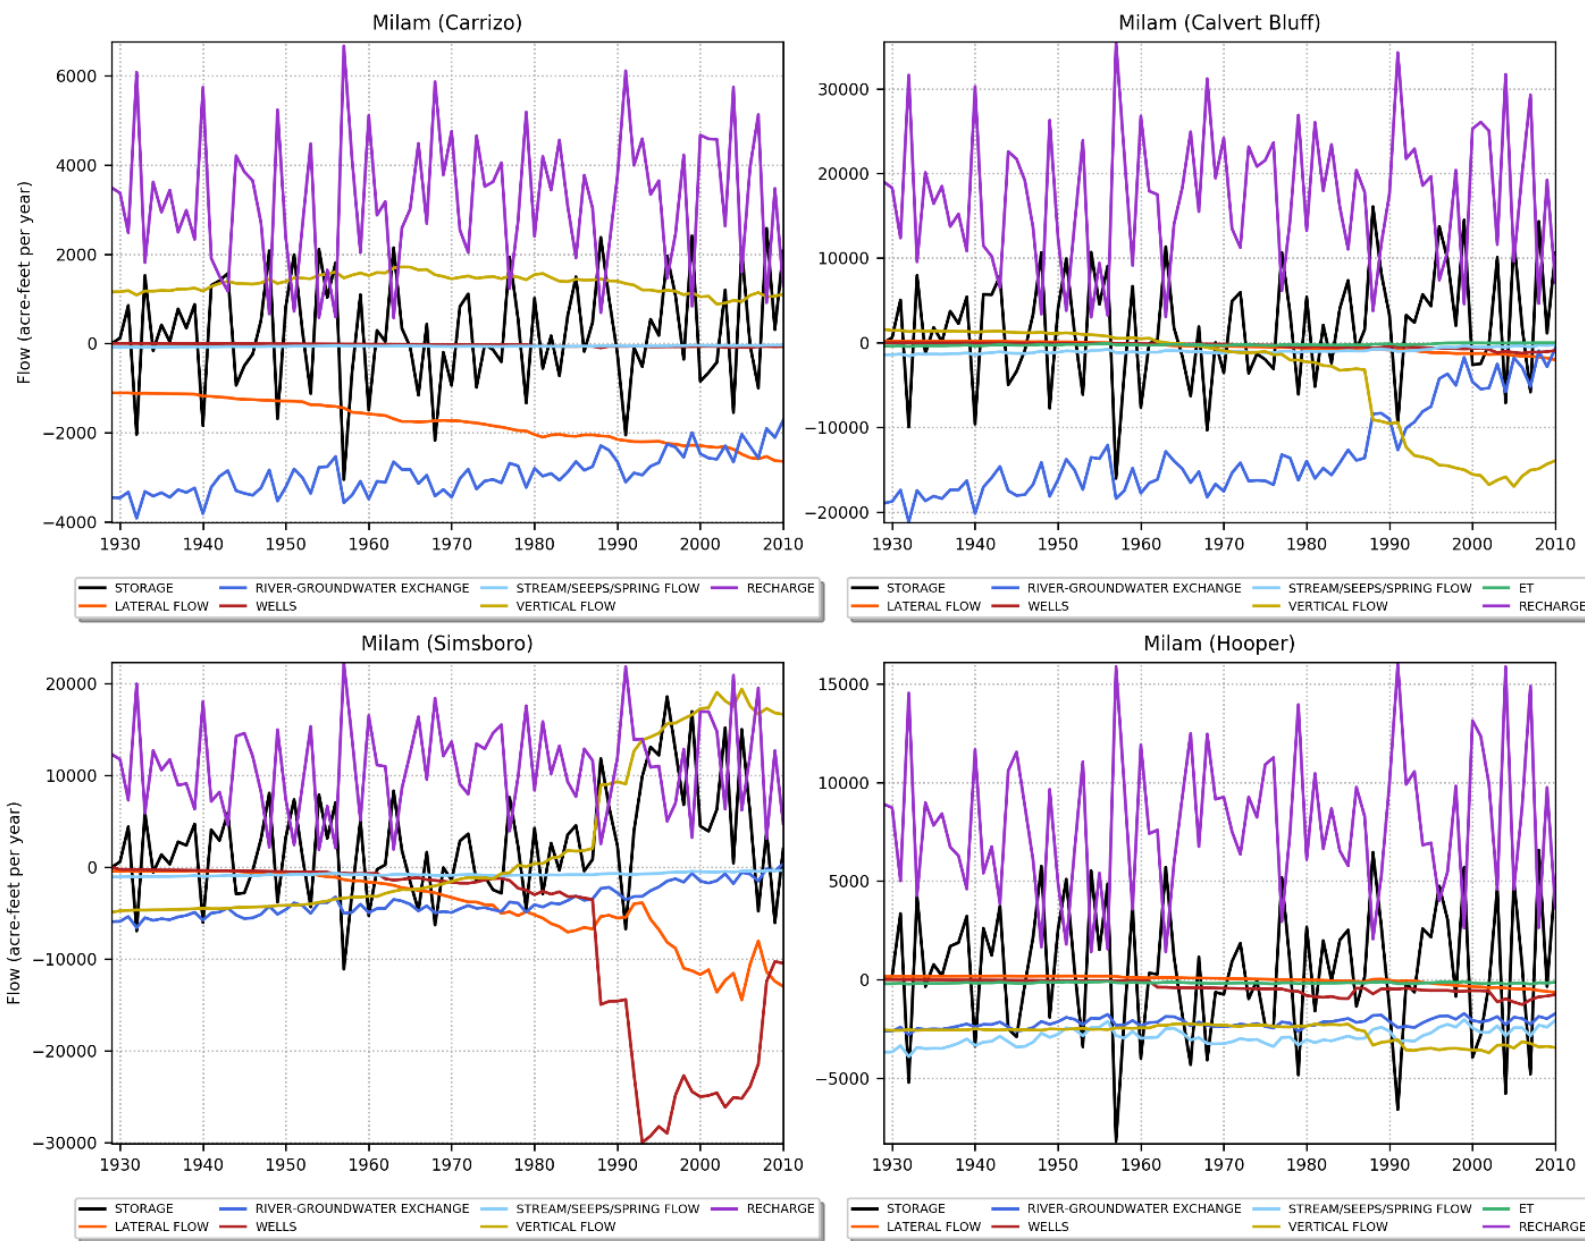 Milam (Carrizo)
Flow (acre-feet per year)
6000
4000
2000
0
−2000
−4000
1930 1940 1950 1960 1970 1980 1990 2000 2010
STORAGE RIVER-GROUNDWATER EXCHANGE STREAM/SEEPS/SPRING FLOW RECHARGE
LATERAL FLOW WELLS VERTICAL FLOW
Milam (Calvert Bluff)
30000
20000
10000
0
−10000
−20000
1930 1940 1950 1960 1970 1980 1990 2000 2010
STORAGE RIVER-GROUNDWATER EXCHANGE STREAM/SEEPS/SPRING FLOW ET
LATERAL FLOW WELLS VERTICAL FLOW RECHARGE
Milam (Simsboro)
Flow (acre-feet per year)
20000
10000
0
−10000
−20000
−30000
1930 1940 1950 1960 1970 1980 1990 2000 2010
STORAGE RIVER-GROUNDWATER EXCHANGE STREAM/SEEPS/SPRING FLOW RECHARGE
LATERAL FLOW WELLS VERTICAL FLOW
Milam (Hooper)
15000
10000
5000
0
−5000
1930 1940 1950 1960 1970 1980 1990 2000 2010
STORAGE RIVER-GROUNDWATER EXCHANGE STREAM/SEEPS/SPRING FLOW ET
LATERAL FLOW WELLS VERTICAL FLOW RECHARGE